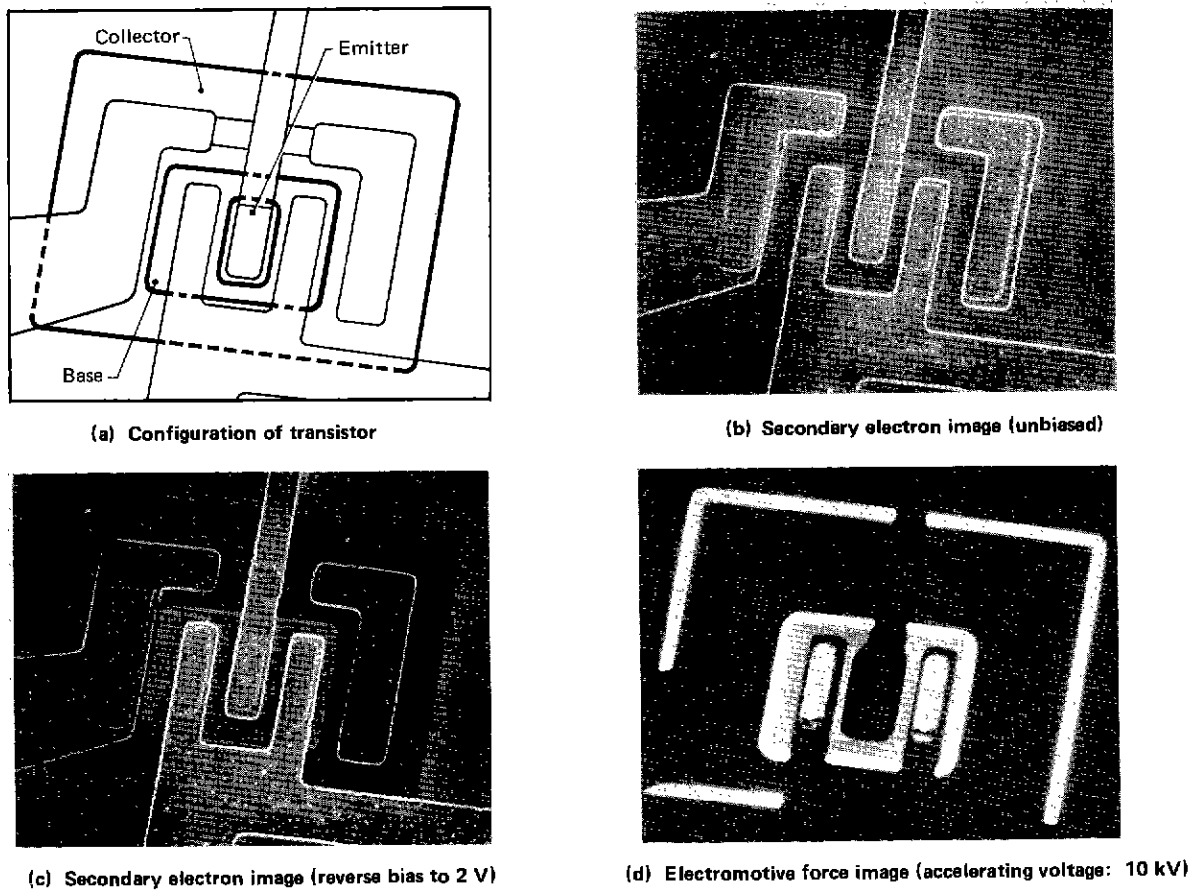 Collector
Emitter
Base
(a) Configuration of transistor
(b) Secondary electron image (unbiased)
(c) Secondary electron image (reverse bias to 2 V)
(d) Electromotive force image (accelerating voltage: 10 kV)